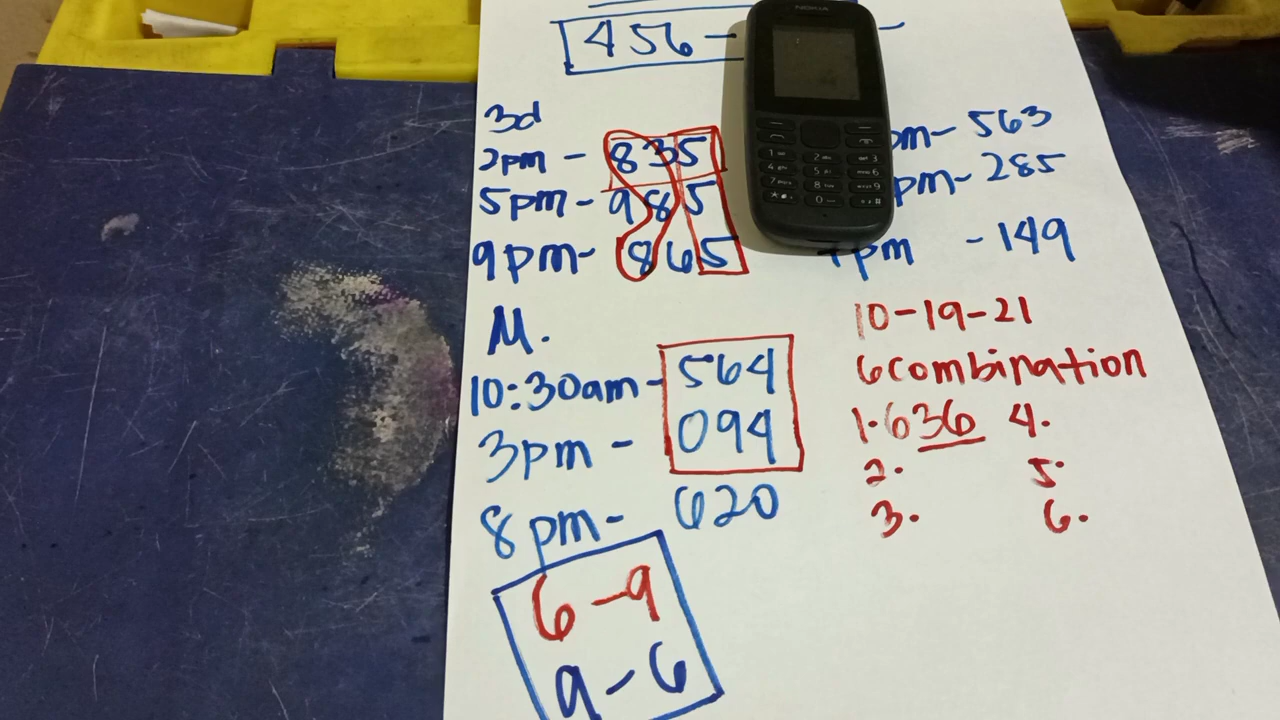 456-
NOKIA
3d
2pm - 835
5pm - 985
9pm - 865
m- 563
pm- 285
pm - 149
M.
10:30am - 564
3pm - 094
8pm - 620
6-9
9-6
10-19-21
6combination
1.636 4.
2. 5.
3. 6.